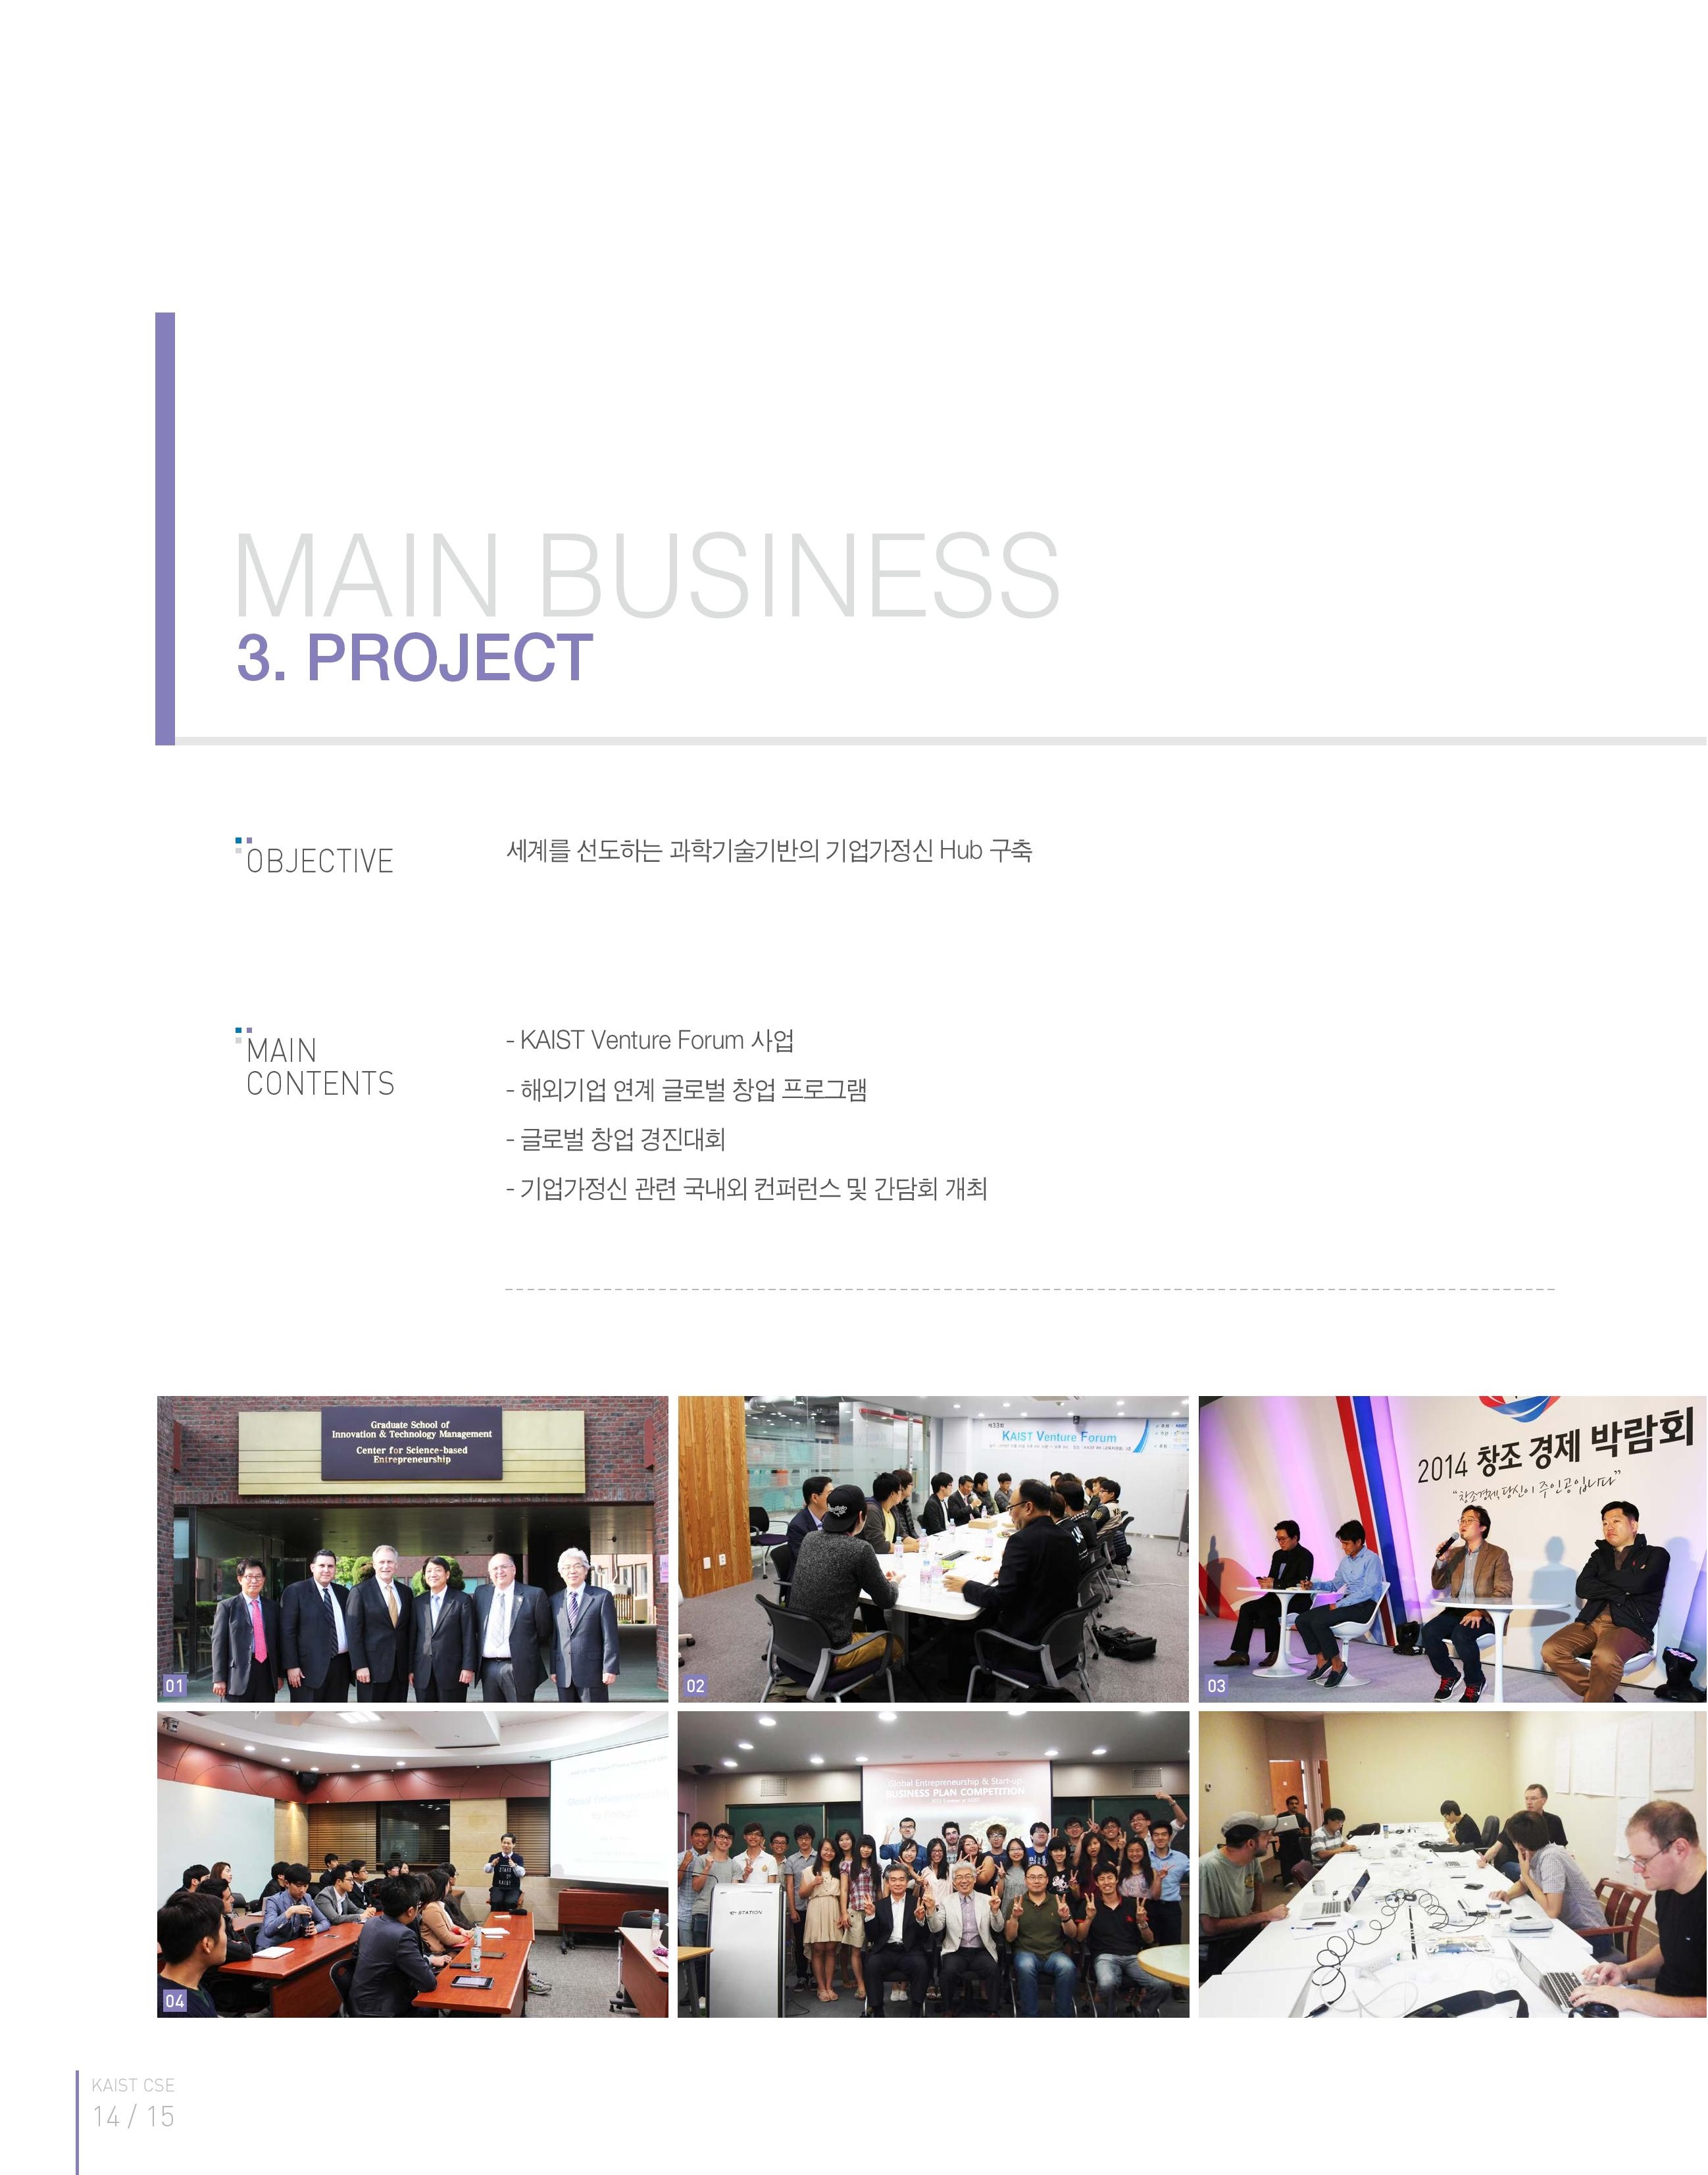 MAIN BUSINESS
3. PROJECT
OBJECTIVE
세계를 선도하는 과학기술기반의 기업가정신 Hub 구축
MAIN
CONTENTS
- KAIST Venture Forum 사업
- 해외기업 연계 글로벌 창업 프로그램
- 글로벌 창업 경진대회
- 기업가정신 관련 국내외 컨퍼런스 및 간담회 개최
Graduate School of
Innovation & Technology Management
Center for Science-based
Entrepreneurship
01
제33회
KAIST Venture Forum
02
2014 창조 경제 박람회
“창조경제, 당신이 주인공입니다”
03
04
Global Entrepreneurship & Start-up
BUSINESS PLAN COMPETITION
STATION
KAIST CSE
14 / 15